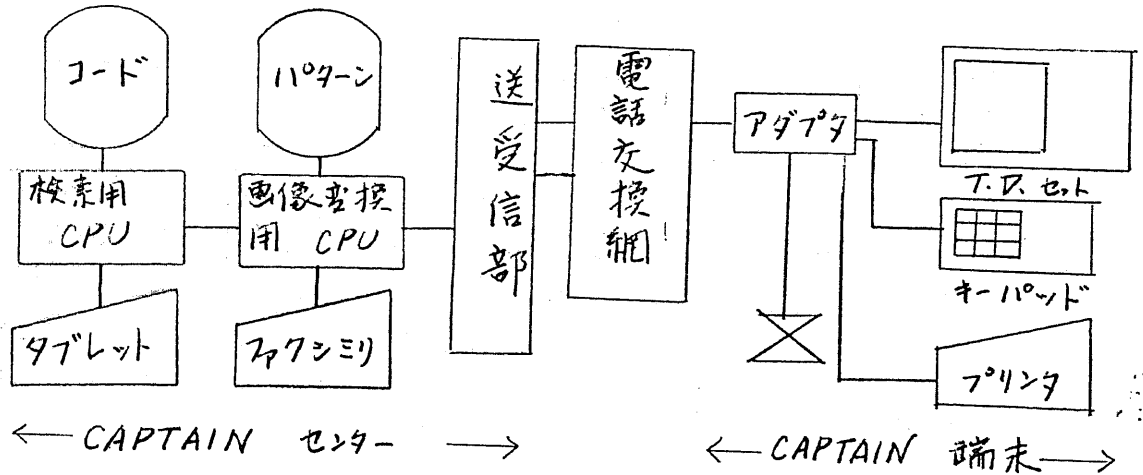 コード
パターン
検索用
CPU
画像変換
用 CPU
タブレット
ファクシミリ
送受信部
電話交換網
アダプタ
T.D.セット
キーパッド
プリンタ
← CAPTAIN センター →
← CAPTAIN 端末 →